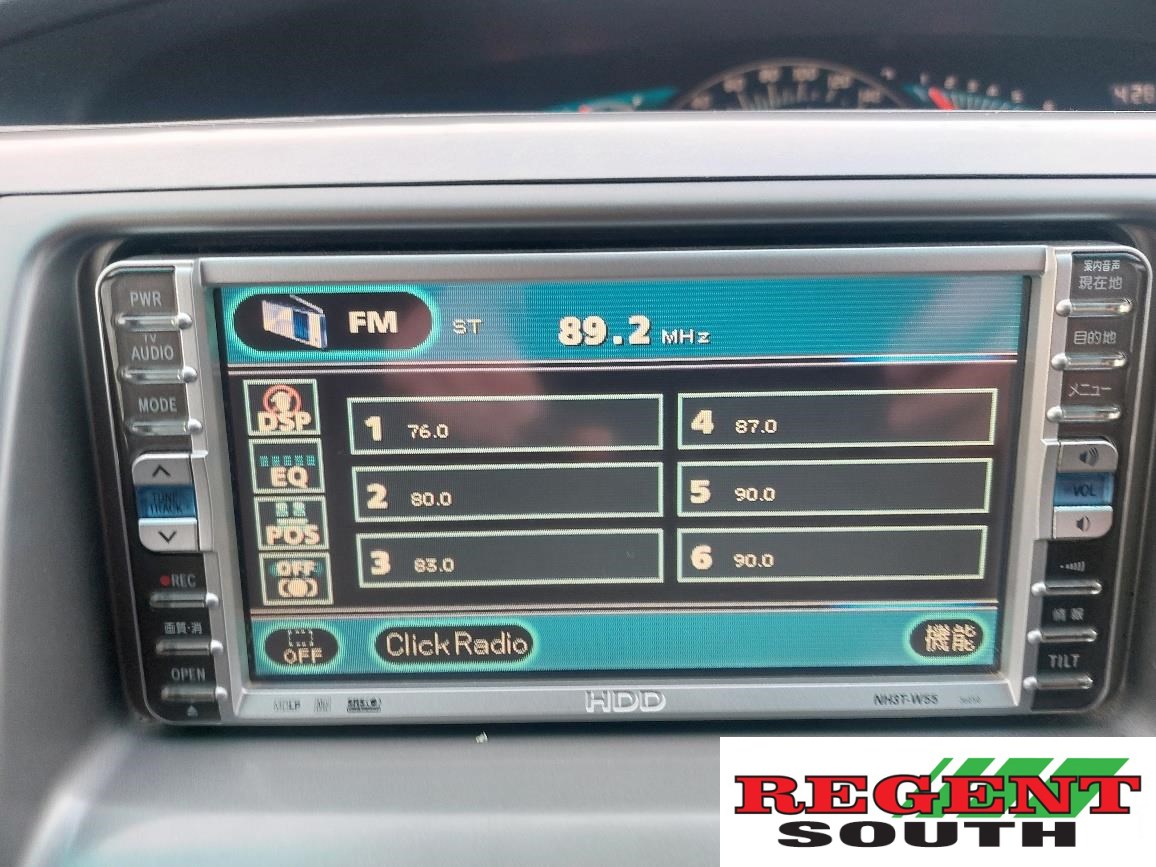 428
PWR
TV
AUDIO
MODE
TUNE
TRACK
REC
画質・消
OPEN
FM ST 89.2 MHz
DSP
EQ
POS
OFF
1 76.0
2 80.0
3 83.0
4 87.0
5 90.0
6 90.0
OFF
Click Radio
機能
案内音声
現在地
目的地
メニュー
VOL
情報
TILT
MDLP
HDD
NH3T-W55
REGENT
SOUTH